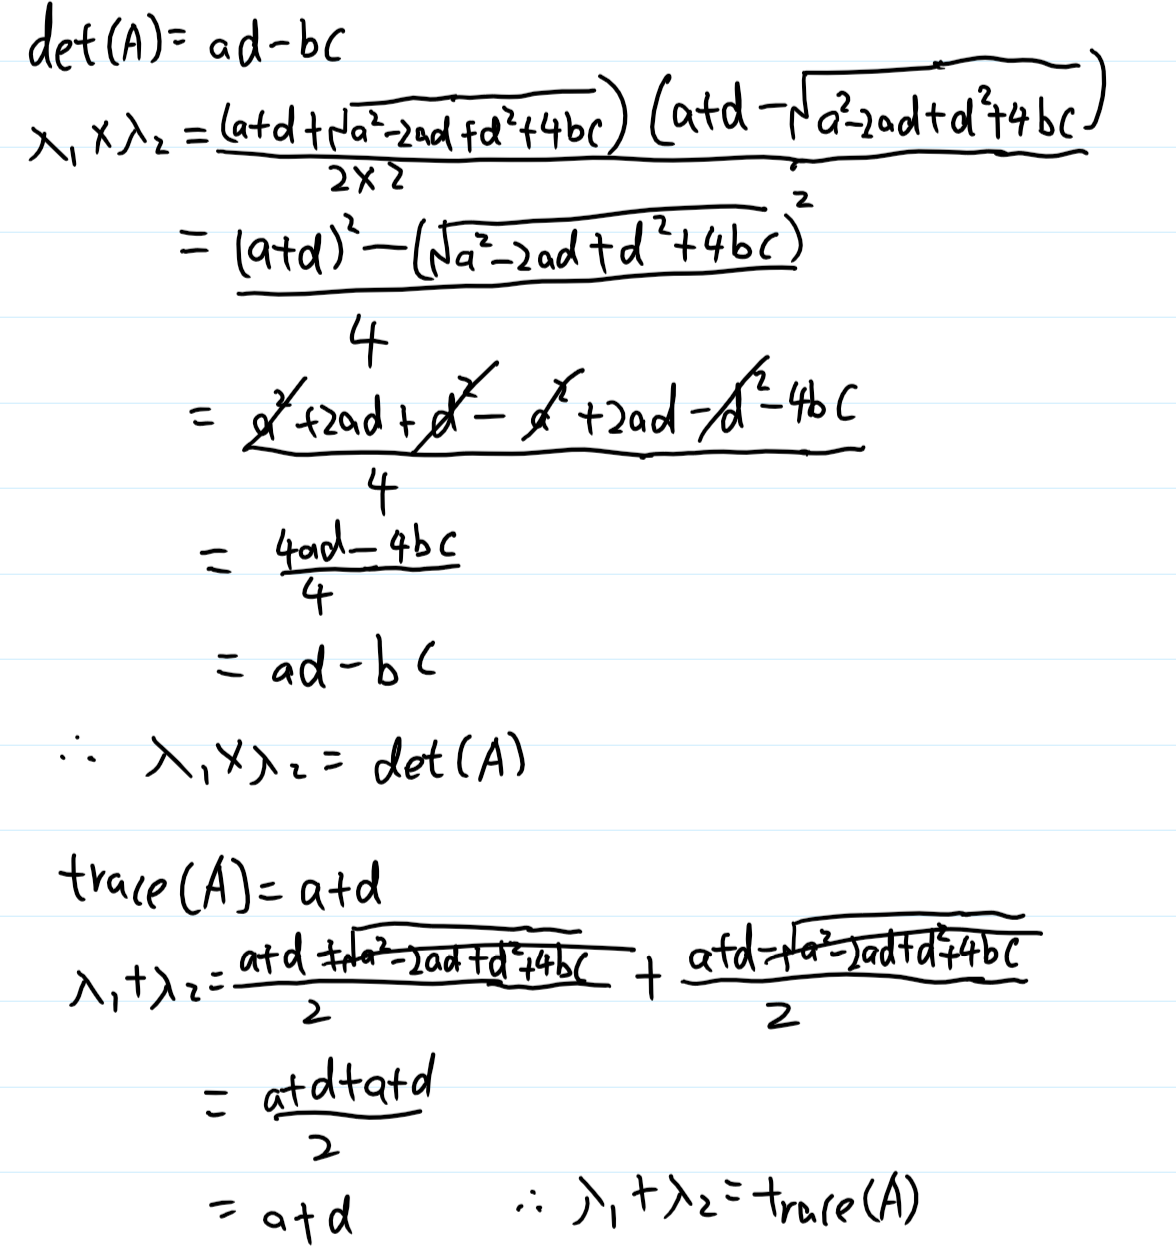 det(A) = ad-bc
λ₁×λ₂ = (a+d+√(a²-2ad+d²+4bc)) (a+d-√(a²-2ad+d²+4bc)) / 2×2
= (a+d)²-(√(a²-2ad+d²+4bc))² / 4
= a²+2ad+d²-a²+2ad-d²-4bc / 4
= 4ad-4bc / 4
= ad-bc
∴ λ₁×λ₂ = det(A)
trace(A) = a+d
λ₁+λ₂ = a+d+√(a²-2ad+d²+4bc) / 2 + a+d-√(a²-2ad+d²+4bc) / 2
= a+d+a+d / 2
= a+d ∴ λ₁+λ₂ = trace(A)